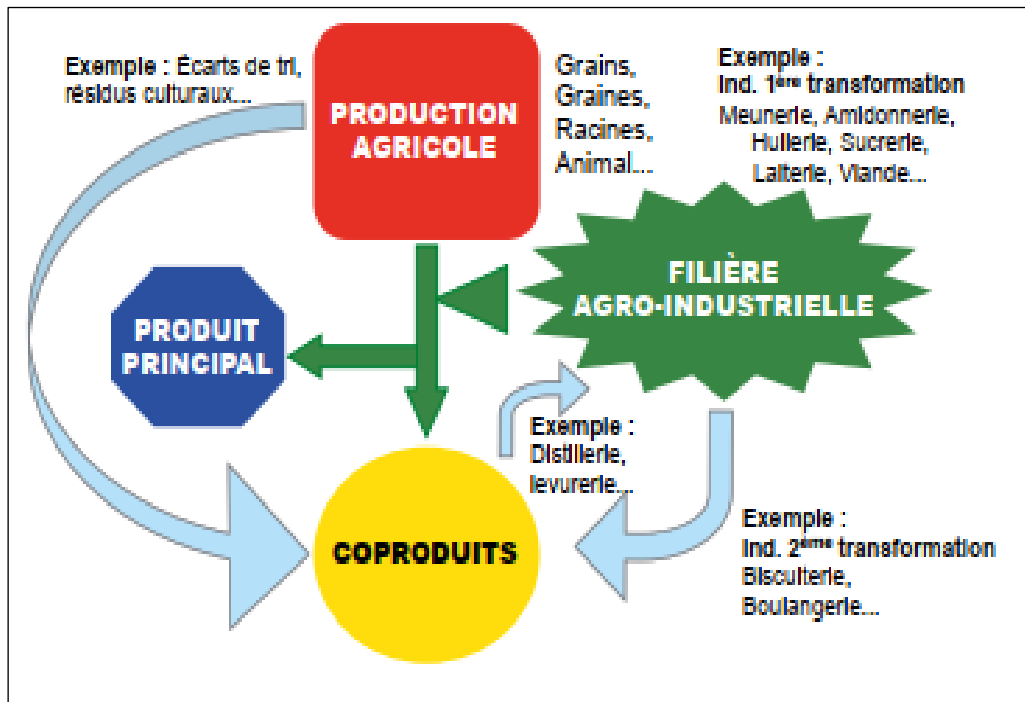 Exemple : Écarts de tri,
résidus culturaux...
PRODUCTION
AGRICOLE
Grains,
Graines,
Racines,
Animal...
Exemple :
Ind. 1ère transformation
Meunerie, Amidonnerie,
Huilerie, Sucrerie,
Laiterie, Viande...
FILIÈRE
AGRO-INDUSTRIELLE
PRODUIT
PRINCIPAL
Exemple :
Distillerie,
levurerie...
COPRODUITS
Exemple :
Ind. 2ème transformation
Biscuiterie,
Boulangerie...